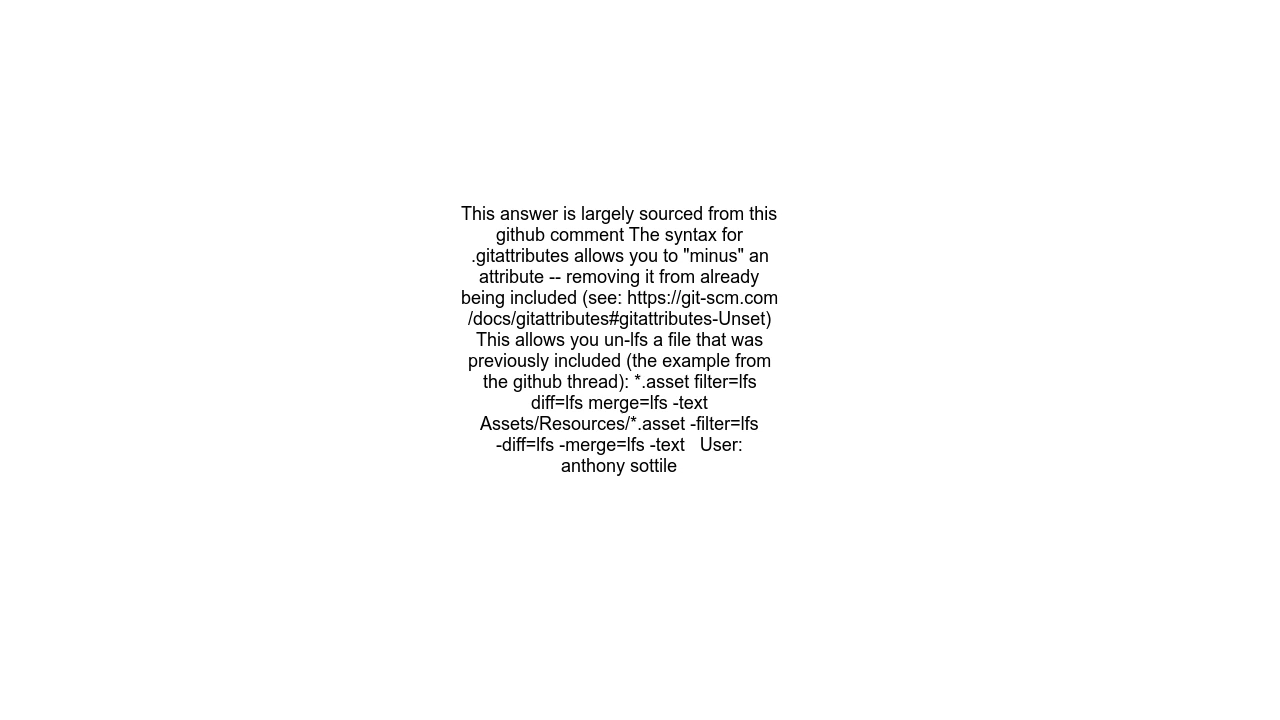 This answer is largely sourced from this
github comment The syntax for
.gitattributes allows you to "minus" an
attribute -- removing it from already
being included (see: https://git-scm.com
/docs/gitattributes#gitattributes-Unset)
This allows you un-lfs a file that was
previously included (the example from
the github thread): *.asset filter=lfs
diff=lfs merge=lfs -text
Assets/Resources/*.asset -filter=lfs
-diff=lfs -merge=lfs -text   User:
anthony sottile